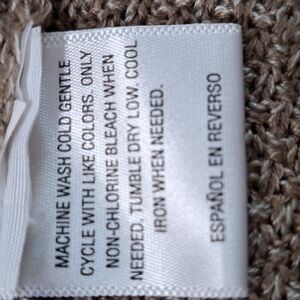 MACHINE WASH COLD GENTLE
CYCLE WITH LIKE COLORS. ONLY
NON-CHLORINE BLEACH WHEN
NEEDED. TUMBLE DRY LOW. COOL
IRON WHEN NEEDED.
ESPAÑOL EN REVERSO